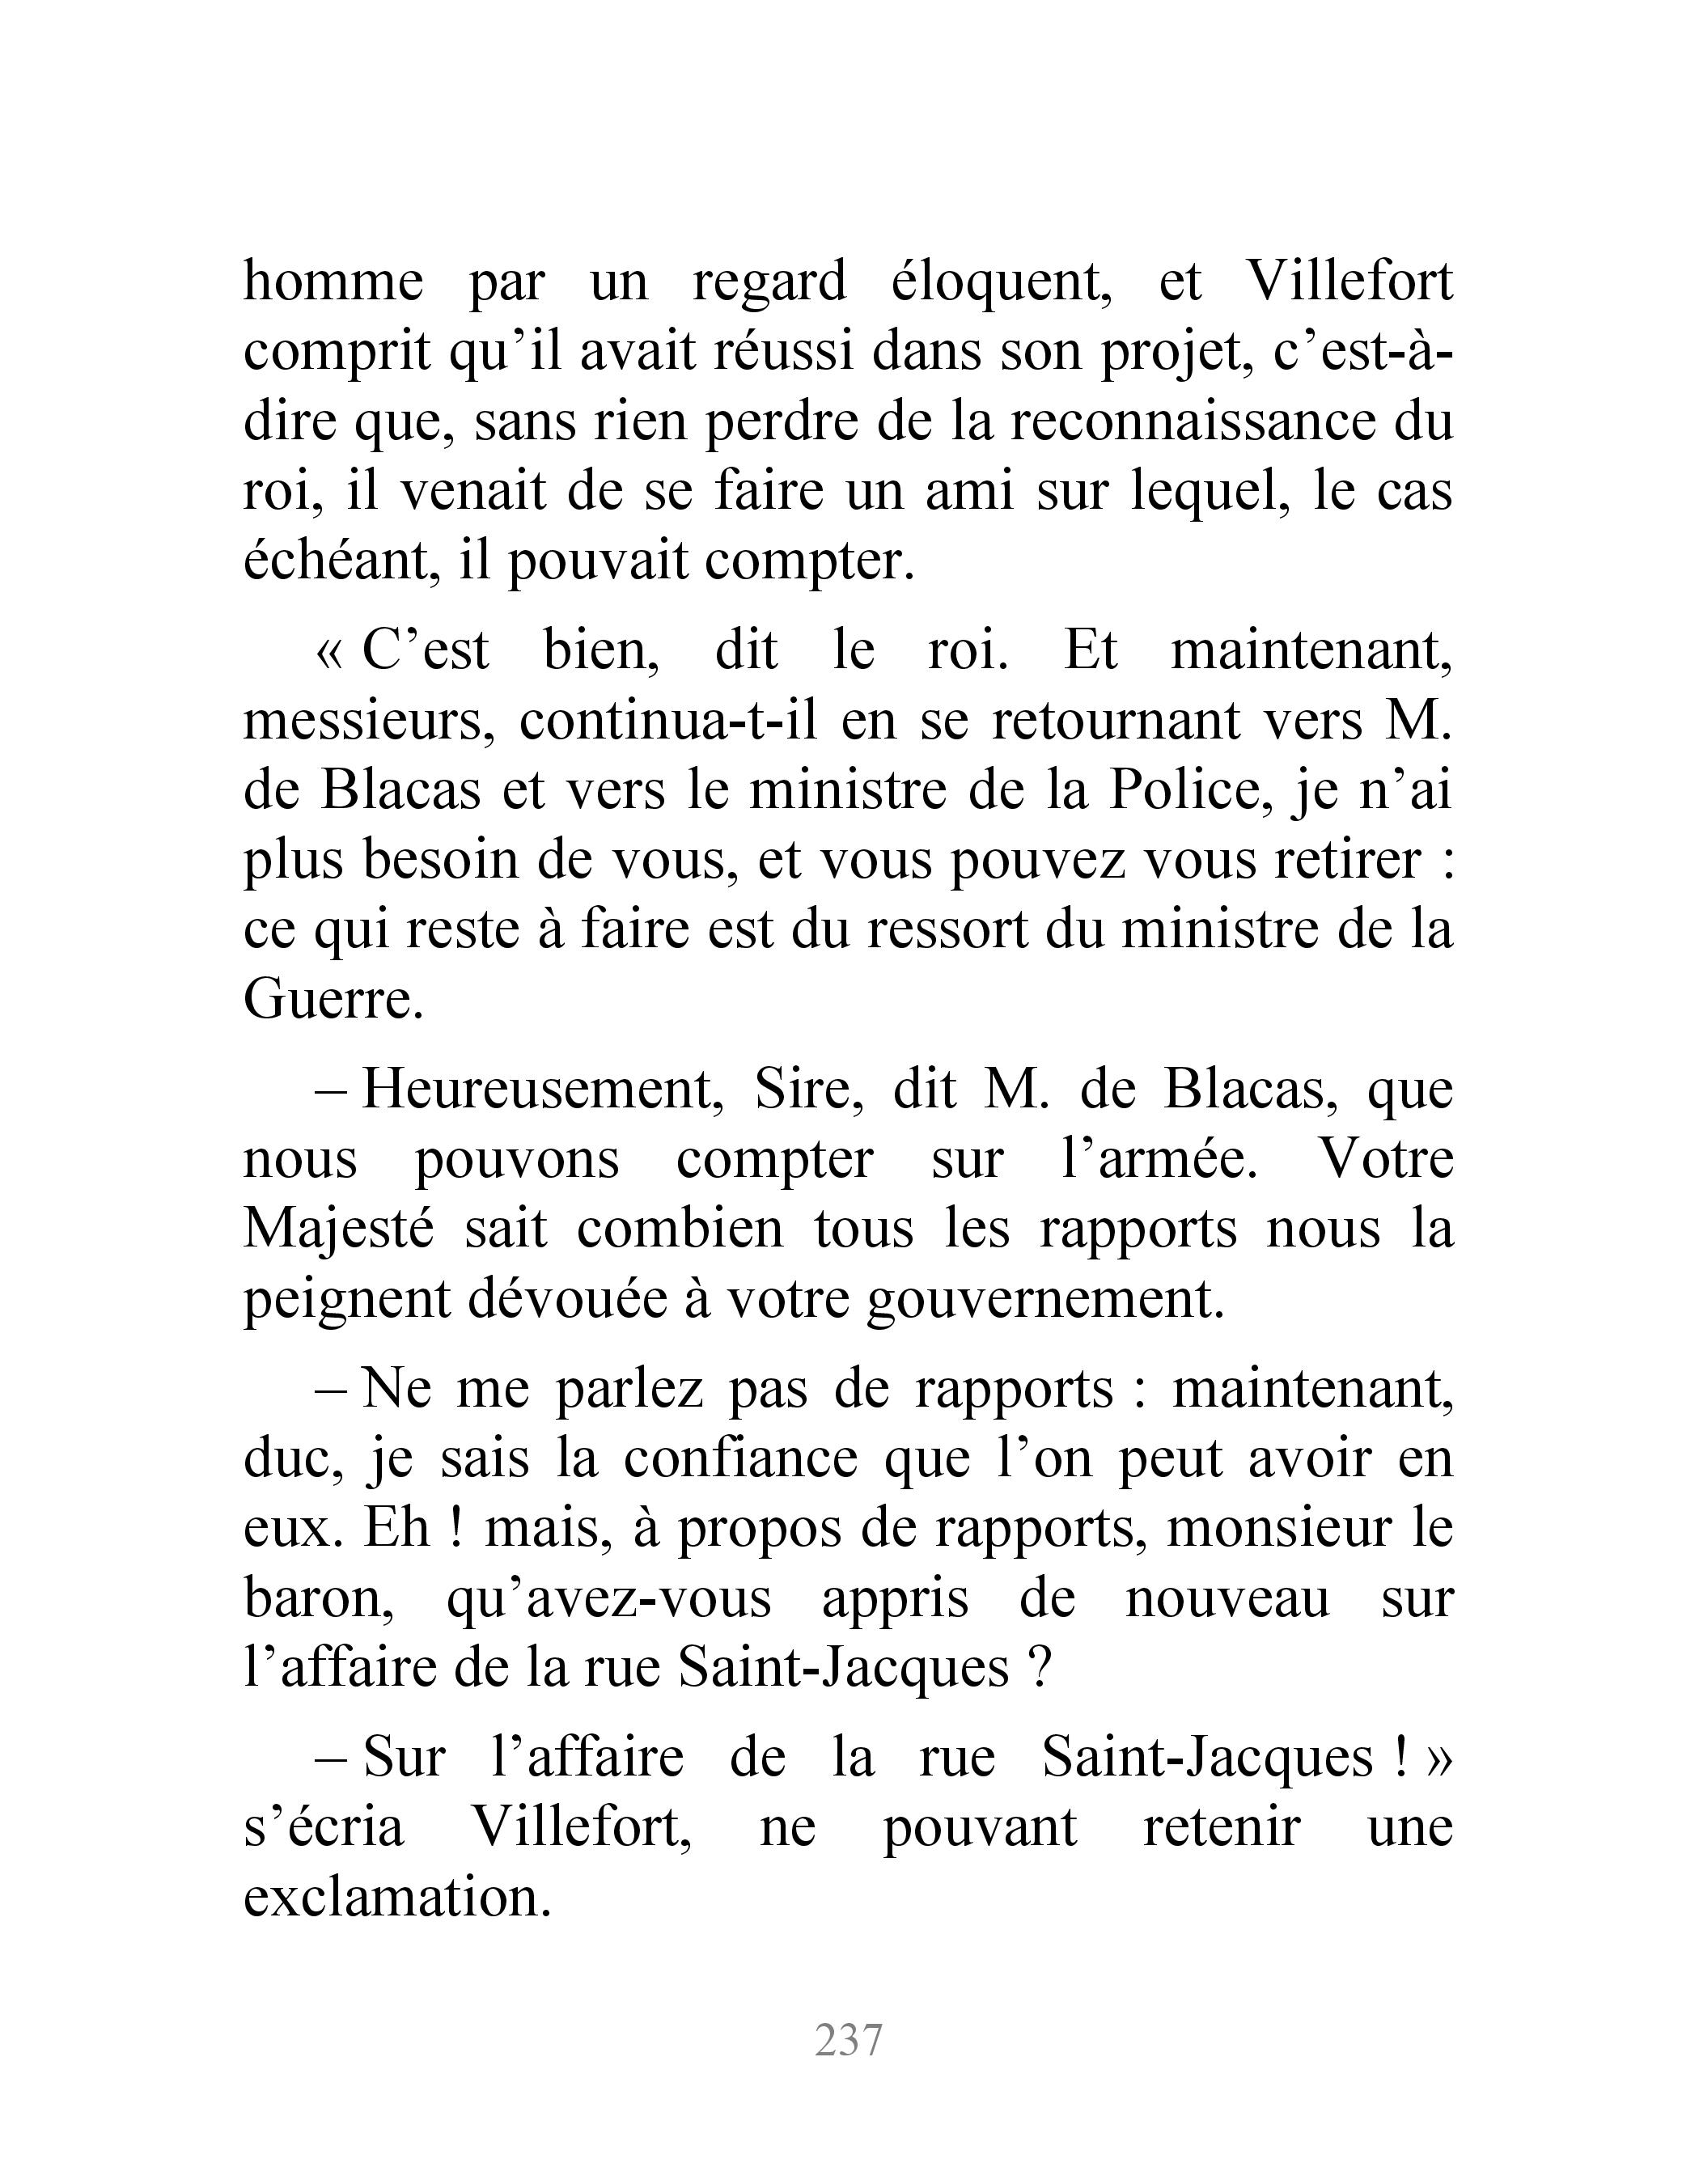 homme par un regard éloquent, et Villefort
comprit qu’il avait réussi dans son projet, c’est-à-
dire que, sans rien perdre de la reconnaissance du
roi, il venait de se faire un ami sur lequel, le cas
échéant, il pouvait compter.
« C’est bien, dit le roi. Et maintenant,
messieurs, continua-t-il en se retournant vers M.
de Blacas et vers le ministre de la Police, je n’ai
plus besoin de vous, et vous pouvez vous retirer :
ce qui reste à faire est du ressort du ministre de la
Guerre.
– Heureusement, Sire, dit M. de Blacas, que
nous pouvons compter sur l’armée. Votre
Majesté sait combien tous les rapports nous la
peignent dévouée à votre gouvernement.
– Ne me parlez pas de rapports : maintenant,
duc, je sais la confiance que l’on peut avoir en
eux. Eh ! mais, à propos de rapports, monsieur le
baron, qu’avez-vous appris de nouveau sur
l’affaire de la rue Saint-Jacques ?
– Sur l’affaire de la rue Saint-Jacques ! »
s’écria Villefort, ne pouvant retenir une
exclamation.
237